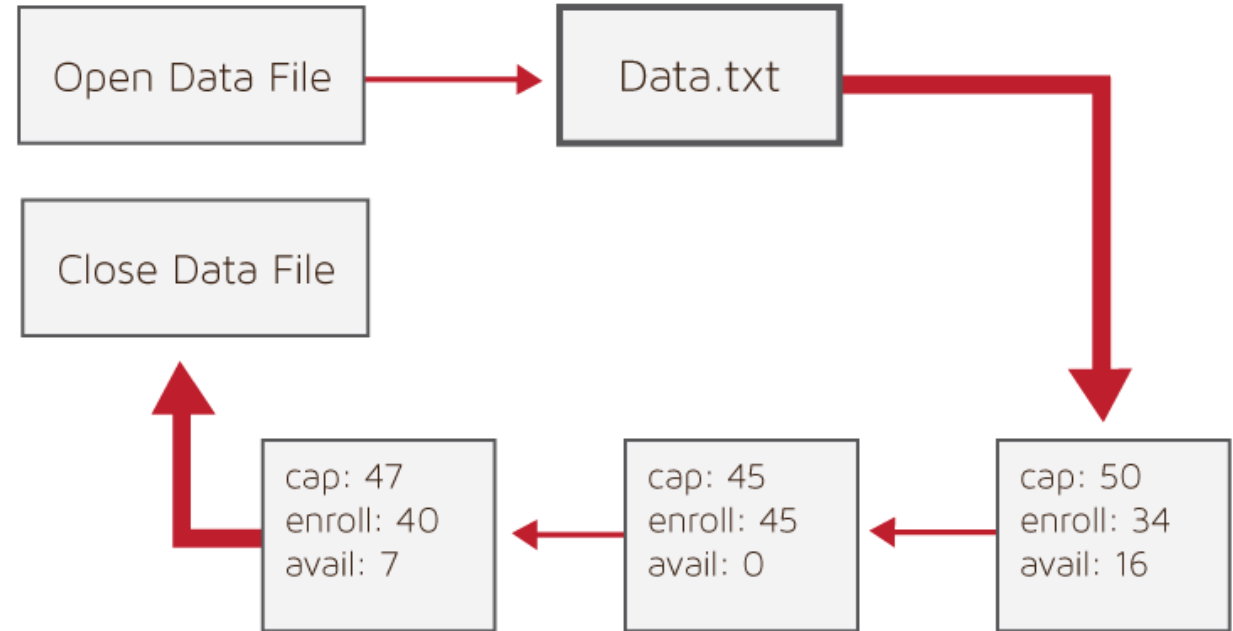 Open Data File
Data.txt
Close Data File
cap: 47
enroll: 40
avail: 7
cap: 45
enroll: 45
avail: 0
cap: 50
enroll: 34
avail: 16